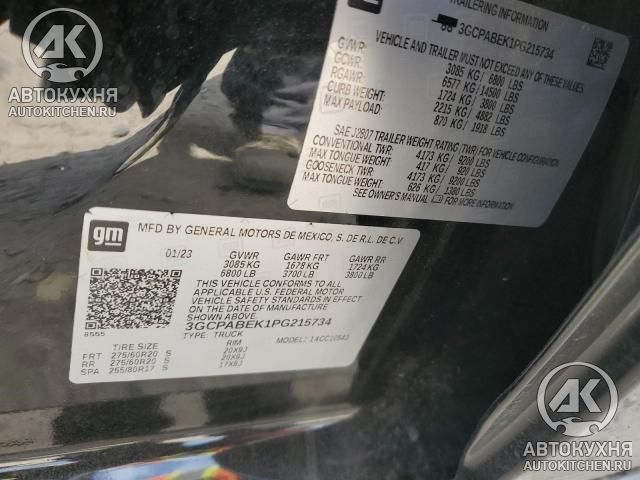 AK
АВТОКУХНЯ
AUTOKITCHEN.RU
TRAILERING INFORMATION
3GCPABEK1PG215734
VEHICLE AND TRAILER MUST NOT EXCEED ANY OF THESE WEIGHTS
GVWR: 3085 KG/ 6800 LBS
GCWR: 6577 KG/ 14500 LBS
RGAWR: 1724 KG/ 3800 LBS
CURB WEIGHT: 2215 KG/ 4882 LBS
MAX PAYLOAD: 870 KG/ 1918 LBS
SAE J2807 TRAILER WEIGHT RATING (TWR) FOR VEHICLE CONFIGURATION
CONVENTIONAL TWR: 4173 KG/ 9200 LBS
MAX TONGUE WEIGHT: 417 KG/ 920 LBS
GOOSENECK TWR: 4173 KG/ 9200 LBS
MAX TONGUE WEIGHT: 626 KG/ 1380 LBS
SEE OWNER'S MANUAL FOR MORE INFORMATION
gm
MFD BY GENERAL MOTORS DE MEXICO, S. DE R.L. DE C.V.
01/23 GVWR GAWR FRT GAWR RR
3085 KG 1678 KG 1724 KG
6800 LB 3700 LB 3800 LB
THIS VEHICLE CONFORMS TO ALL
APPLICABLE U.S. FEDERAL MOTOR
VEHICLE SAFETY STANDARDS IN EFFECT
ON THE DATE OF MANUFACTURE
SHOWN ABOVE.
3GCPABEK1PG215734
TYPE: TRUCK MODEL: 14CC10543
TIRE SIZE RIM
FRT 275/60R20 S 20X9J
RR 275/60R20 S 20X9J
SPA 255/80R17 S 17X8J
AK
АВТОКУХНЯ
AUTOKITCHEN.RU